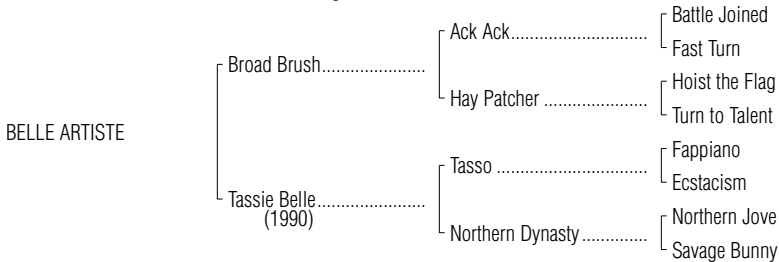 Battle Joined
Ack Ack..............................
Fast Turn
Broad Brush......................
Hoist the Flag
Hay Patcher ......................
Turn to Talent
BELLE ARTISTE
Fappiano
Tasso ................................
Ecstacism
Tassie Belle.......................
(1990)
Northern Jove
Northern Dynasty ..............
Savage Bunny